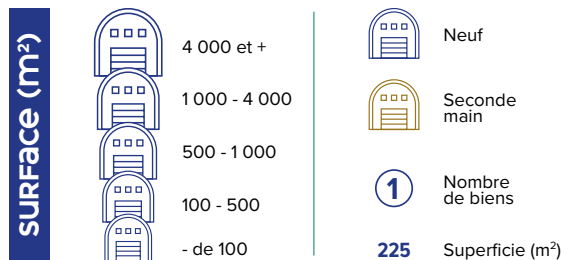 SURFACE (m²)
4 000 et +
1 000 - 4 000
500 - 1 000
100 - 500
- de 100
Neuf
Seconde
main
1
Nombre
de biens
225 Superficie (m²)